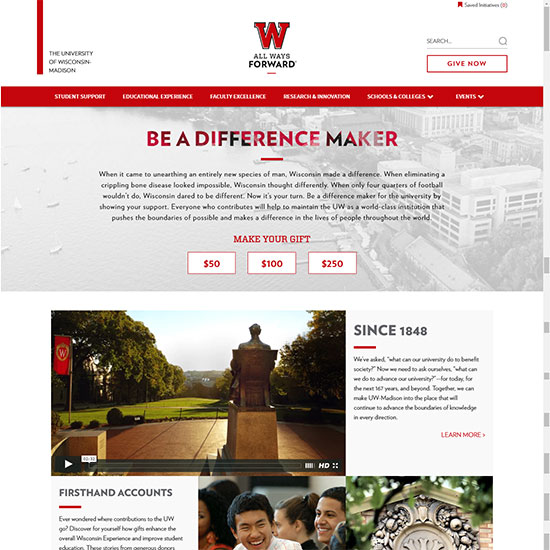 Saved Initiatives (0)
THE UNIVERSITY
OF WISCONSIN-
MADISON
W
ALL WAYS
FORWARD®
SEARCH...
GIVE NOW
STUDENT SUPPORT EDUCATIONAL EXPERIENCE FACULTY EXCELLENCE RESEARCH & INNOVATION SCHOOLS & COLLEGES EVENTS
BE A DIFFERENCE MAKER
When it came to unearthing an entirely new species of man, Wisconsin made a difference. When eliminating a
crippling bone disease looked impossible, Wisconsin thought differently. When only four quarters of football
wouldn't do, Wisconsin dared to be different. Now it's your turn. Be a difference maker for the university by
showing your support. Everyone who contributes will help to maintain the UW as a world-class institution that
pushes the boundaries of possible and makes a difference in the lives of people throughout the world.
MAKE YOUR GIFT
$50 $100 $250
SINCE 1848
We've asked, "what can our university do to benefit
society?" Now we need to ask ourselves, "what can
we do to advance our university?"—for today, for
the next 167 years, and beyond. Together, we can
make UW-Madison into the place that will
continue to advance the boundaries of knowledge
in every direction.
LEARN MORE ›
W
02:32
HD
FIRSTHAND ACCOUNTS
Ever wondered where contributions to the UW
go? Discover for yourself how gifts enhance the
overall Wisconsin Experience and improve student
education. These stories from generous donors